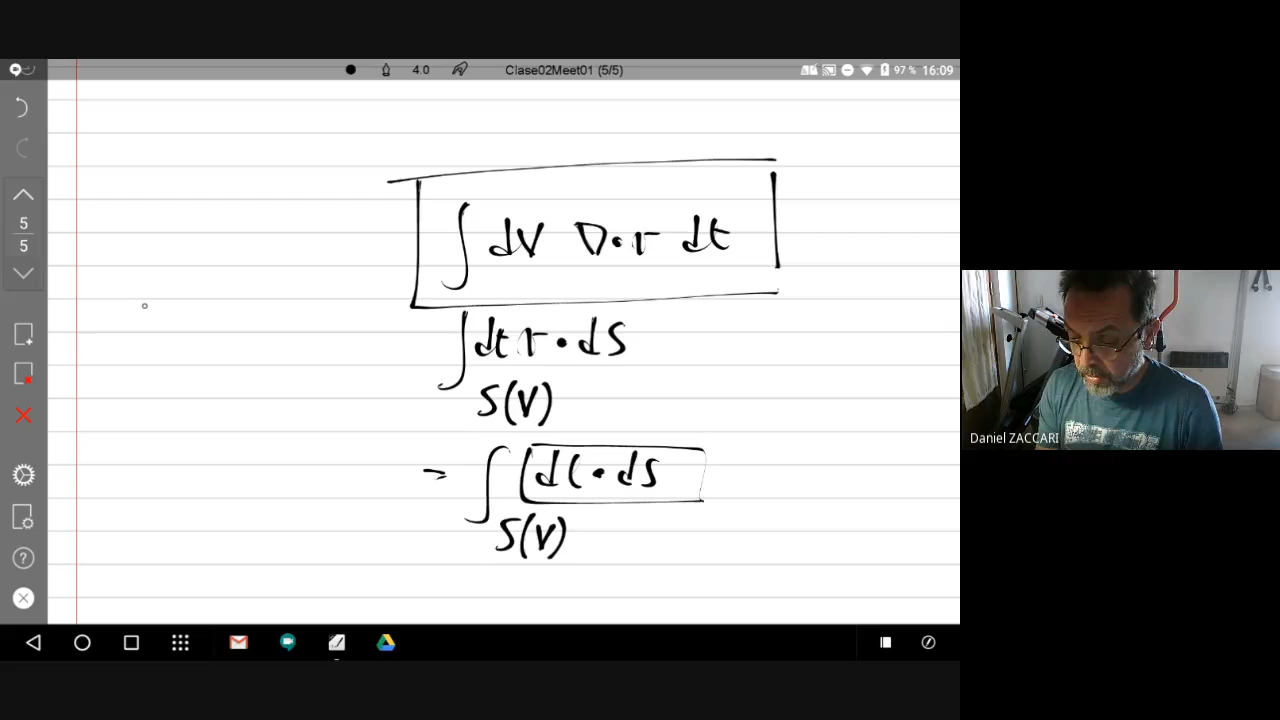 4.0 Clase02Meet01 (5/5) 97 % 16:09
5
5
∫ dV ∇·r dt
∫ dt r · dS
S(V)
= ∫ dl · dS
S(V)
Daniel ZACCARI